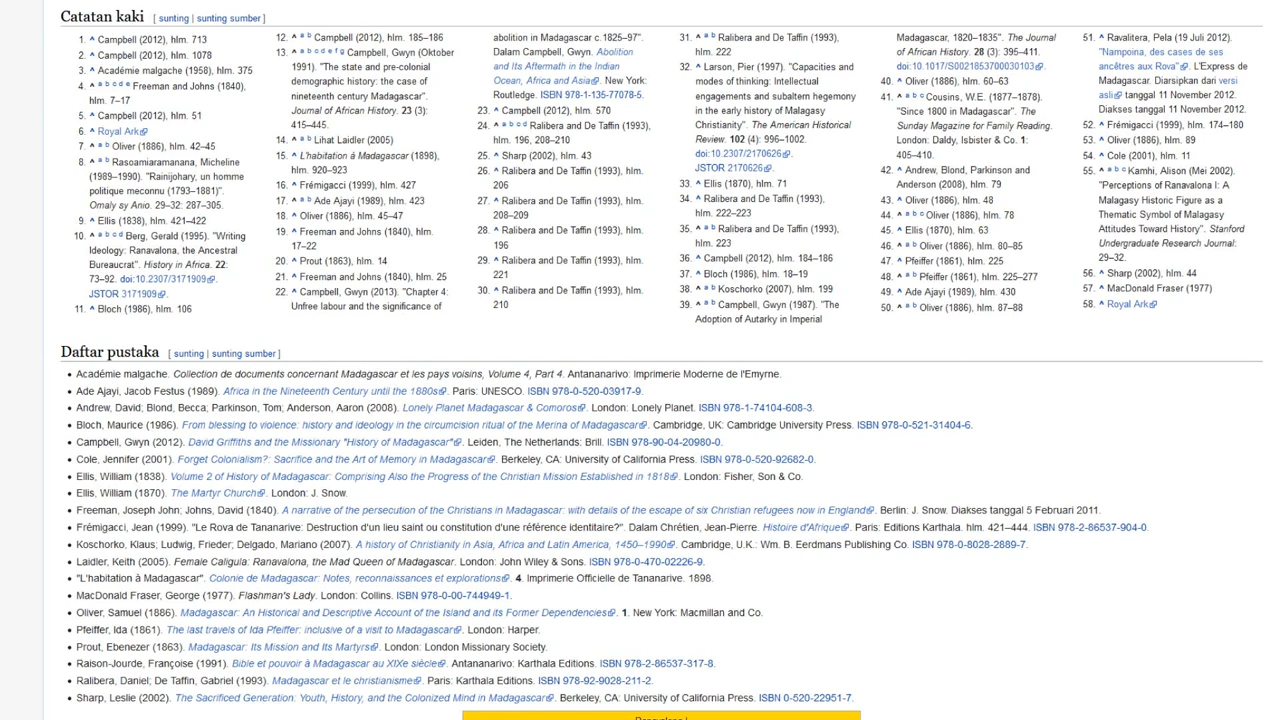 Catatan kaki [ sunting | sunting sumber ]
1. ^ Campbell (2012), hlm. 713
2. ^ Campbell (2012), hlm. 1078
3. ^ Académie malgache (1958), hlm. 375
4. ^ a b c d e Freeman and Johns (1840),
hlm. 7–17
5. ^ Campbell (2012), hlm. 51
6. ^ Royal Ark
7. ^ a b Oliver (1886), hlm. 42–45
8. ^ a b Rasoamiaramanana, Micheline
(1989–1990). "Rainijohary, un homme
politique meconnu (1793–1881)".
Omaly sy Anio. 29–32: 287–305.
9. ^ Ellis (1838), hlm. 421–422
10. ^ a b c d Berg, Gerald (1995). "Writing
Ideology: Ranavalona, the Ancestral
Bureaucrat". History in Africa. 22:
73–92. doi:10.2307/3171909.
JSTOR 3171909.
11. ^ Bloch (1986), hlm. 106
12. ^ a b Campbell (2012), hlm. 185–186
13. ^ a b c d e f g Campbell, Gwyn (Oktober
1991). "The state and pre-colonial
demographic history: the case of
nineteenth century Madagascar".
Journal of African History. 23 (3):
415–445.
14. ^ Lihat Laidler (2005)
15. ^ L'habitation à Madagascar (1898),
hlm. 920–923
16. ^ Frémigacci (1999), hlm. 427
17. ^ a b Ade Ajayi (1989), hlm. 423
18. ^ Oliver (1886), hlm. 45–47
19. ^ Freeman and Johns (1840), hlm.
17–22
20. ^ Prout (1863), hlm. 14
21. ^ Freeman and Johns (1840), hlm. 25
22. ^ Campbell, Gwyn (2013). "Chapter 4:
Unfree labour and the significance of
abolition in Madagascar c.1825–97".
Dalam Campbell, Gwyn. Abolition
and Its Aftermath in the Indian
Ocean, Africa and Asia. New York:
Routledge. ISBN 978-1-135-77078-5.
23. ^ Campbell (2012), hlm. 570
24. ^ a b c d Ralibera and De Taffin (1993),
hlm. 196, 208–210
25. ^ Sharp (2002), hlm. 43
26. ^ Ralibera and De Taffin (1993), hlm.
206
27. ^ Ralibera and De Taffin (1993), hlm.
208–209
28. ^ Ralibera and De Taffin (1993), hlm.
196
29. ^ Ralibera and De Taffin (1993), hlm.
221
30. ^ Ralibera and De Taffin (1993), hlm.
210
31. ^ a b Ralibera and De Taffin (1993),
hlm. 222
32. ^ Larson, Pier (1997). "Capacities and
modes of thinking: Intellectual
engagements and subaltern hegemony
in the early history of Malagasy
Christianity". The American Historical
Review. 102 (4): 996–1002.
doi:10.2307/2170626.
JSTOR 2170626.
33. ^ Ellis (1870), hlm. 71
34. ^ Ralibera and De Taffin (1993),
hlm. 222–223
35. ^ a b Ralibera and De Taffin (1993),
hlm. 223
36. ^ Campbell (2012), hlm. 184–186
37. ^ Bloch (1986), hlm. 18–19
38. ^ a b Koschorko (2007), hlm. 199
39. ^ a b Campbell, Gwyn (1987). "The
Adoption of Autarky in Imperial
Madagascar, 1820–1835". The Journal
of African History. 28 (3): 395–411.
doi:10.1017/S0021853700030103.
40. ^ Oliver (1886), hlm. 60–63
41. ^ a b c Cousins, W.E. (1877–1878).
"Since 1800 in Madagascar". The
Sunday Magazine for Family Reading.
London: Daldy, Isbister & Co. 1:
405–410.
42. ^ Andrew, Blond, Parkinson and
Anderson (2008), hlm. 79
43. ^ Oliver (1886), hlm. 48
44. ^ a b c Oliver (1886), hlm. 78
45. ^ Ellis (1870), hlm. 63
46. ^ a b Oliver (1886), hlm. 80–85
47. ^ Pfeiffer (1861), hlm. 225
48. ^ a b Pfeiffer (1861), hlm. 225–277
49. ^ Ade Ajayi (1989), hlm. 430
50. ^ a b Oliver (1886), hlm. 87–88
51. ^ Ravalitera, Pela (19 Juli 2012).
"Nampoina, des cases de ses
ancêtres aux Rova". L'Express de
Madagascar. Diarsipkan dari versi
asli tanggal 11 November 2012.
Diakses tanggal 11 November 2012.
52. ^ Frémigacci (1999), hlm. 174–180
53. ^ Oliver (1886), hlm. 89
54. ^ Cole (2001), hlm. 11
55. ^ a b c Kamhi, Alison (Mei 2002).
"Perceptions of Ranavalona I: A
Malagasy Historic Figure as a
Thematic Symbol of Malagasy
Attitudes Toward History". Stanford
Undergraduate Research Journal:
29–32.
56. ^ Sharp (2002), hlm. 44
57. ^ MacDonald Fraser (1977)
58. ^ Royal Ark
Daftar pustaka [ sunting | sunting sumber ]
• Académie malgache. Collection de documents concernant Madagascar et les pays voisins, Volume 4, Part 4. Antananarivo: Imprimerie Moderne de l'Emyrne.
• Ade Ajayi, Jacob Festus (1989). Africa in the Nineteenth Century until the 1880s. Paris: UNESCO. ISBN 978-0-520-03917-9.
• Andrew, David; Blond, Becca; Parkinson, Tom; Anderson, Aaron (2008). Lonely Planet Madagascar & Comoros. London: Lonely Planet. ISBN 978-1-74104-608-3.
• Bloch, Maurice (1986). From blessing to violence: history and ideology in the circumcision ritual of the Merina of Madagascar. Cambridge, UK: Cambridge University Press. ISBN 978-0-521-31404-6.
• Campbell, Gwyn (2012). David Griffiths and the Missionary "History of Madagascar". Leiden, The Netherlands: Brill. ISBN 978-90-04-20980-0.
• Cole, Jennifer (2001). Forget Colonialism?: Sacrifice and the Art of Memory in Madagascar. Berkeley, CA: University of California Press. ISBN 978-0-520-92682-0.
• Ellis, William (1838). Volume 2 of History of Madagascar: Comprising Also the Progress of the Christian Mission Established in 1818. London: Fisher, Son & Co.
• Ellis, William (1870). The Martyr Church. London: J. Snow.
• Freeman, Joseph John; Johns, David (1840). A narrative of the persecution of the Christians in Madagascar: with details of the escape of six Christian refugees now in England. Berlin: J. Snow. Diakses tanggal 5 Februari 2011.
• Frémigacci, Jean (1999). "Le Rova de Tananarive: Destruction d'un lieu saint ou constitution d'une référence identitaire?". Dalam Chrétien, Jean-Pierre. Histoire d'Afrique. Paris: Editions Karthala. hlm. 421–444. ISBN 978-2-86537-904-0.
• Koschorko, Klaus; Ludwig, Frieder; Delgado, Mariano (2007). A history of Christianity in Asia, Africa and Latin America, 1450–1990. Cambridge, U.K.: Wm. B. Eerdmans Publishing Co. ISBN 978-0-8028-2889-7.
• Laidler, Keith (2005). Female Caligula: Ranavalona, the Mad Queen of Madagascar. London: John Wiley & Sons. ISBN 978-0-470-02226-9.
• "L'habitation à Madagascar". Colonie de Madagascar: Notes, reconnaissances et explorations. 4. Imprimerie Officielle de Tananarive. 1898.
• MacDonald Fraser, George (1977). Flashman's Lady. London: Collins. ISBN 978-0-00-744949-1.
• Oliver, Samuel (1886). Madagascar: An Historical and Descriptive Account of the Island and its Former Dependencies. 1. New York: Macmillan and Co.
• Pfeiffer, Ida (1861). The last travels of Ida Pfeiffer: inclusive of a visit to Madagascar. London: Harper.
• Prout, Ebenezer (1863). Madagascar: Its Mission and Its Martyrs. London: London Missionary Society.
• Raison-Jourde, Françoise (1991). Bible et pouvoir à Madagascar au XIXe siècle. Antananarivo: Karthala Editions. ISBN 978-2-86537-317-8.
• Ralibera, Daniel; De Taffin, Gabriel (1993). Madagascar et le christianisme. Paris: Karthala Editions. ISBN 978-92-9028-211-2.
• Sharp, Leslie (2002). The Sacrificed Generation: Youth, History, and the Colonized Mind in Madagascar. Berkeley, CA: University of California Press. ISBN 0-520-22951-7.